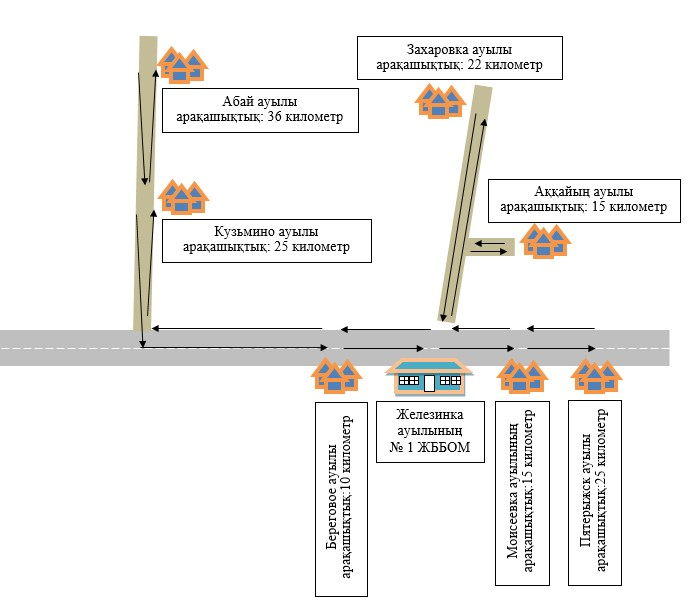 Захаровка ауылы
арақашықтық: 22 километр
Абай ауылы
арақашықтық: 36 километр
Аққайың ауылы
арақашықтық: 15 километр
Кузьмино ауылы
арақашықтық: 25 километр
Береговое ауылы
арақашықтық:10 километр
Железинка
ауылының
№ 1 ЖББОМ
Моисеевка ауылының
арақашықтық:15 километр
Пятерыжск ауылы
арақашықтық:25 километр